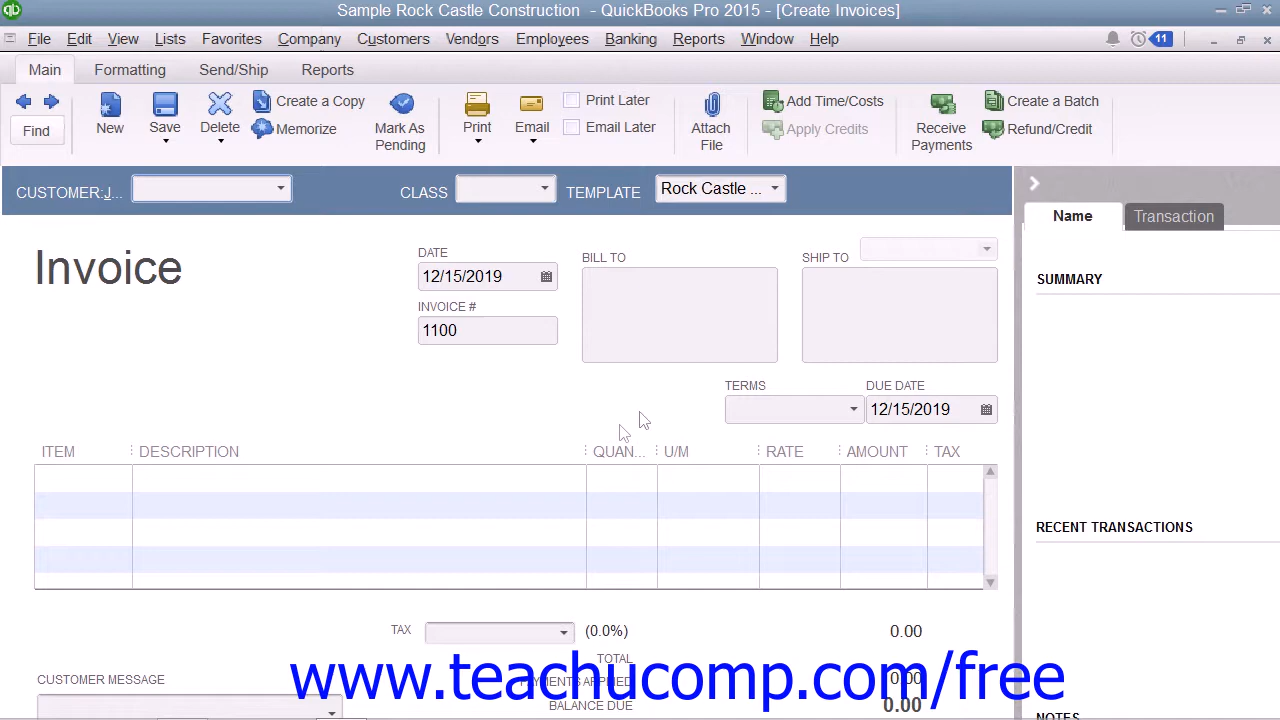 Sample Rock Castle Construction - QuickBooks Pro 2015 - [Create Invoices]
File Edit View Lists Favorites Company Customers Vendors Employees Banking Reports Window Help 11
Main Formatting Send/Ship Reports
Find
New
Save
Delete
Create a Copy
Memorize
Mark As
Pending
Print
Email
Print Later
Email Later
Attach
File
Add Time/Cost
Apply Credits
Receive
Payments
Create a Batch
Refund/Credit
CUSTOMER:J... CLASS TEMPLATE Rock Castle ...
Name Transaction
Invoice
DATE
12/15/2019
INVOICE #
1100
BILL TO
SHIP TO
TERMS
DUE DATE
12/15/2019
ITEM DESCRIPTION QUAN... U/M RATE AMOUNT TAX
TAX (0.0%) 0.00
TOTAL
PAYMENTS APPLIED 0.00
BALANCE DUE 0.00
CUSTOMER MESSAGE
www.teachucomp.com/free
SUMMARY
RECENT TRANSACTIONS
NOTES